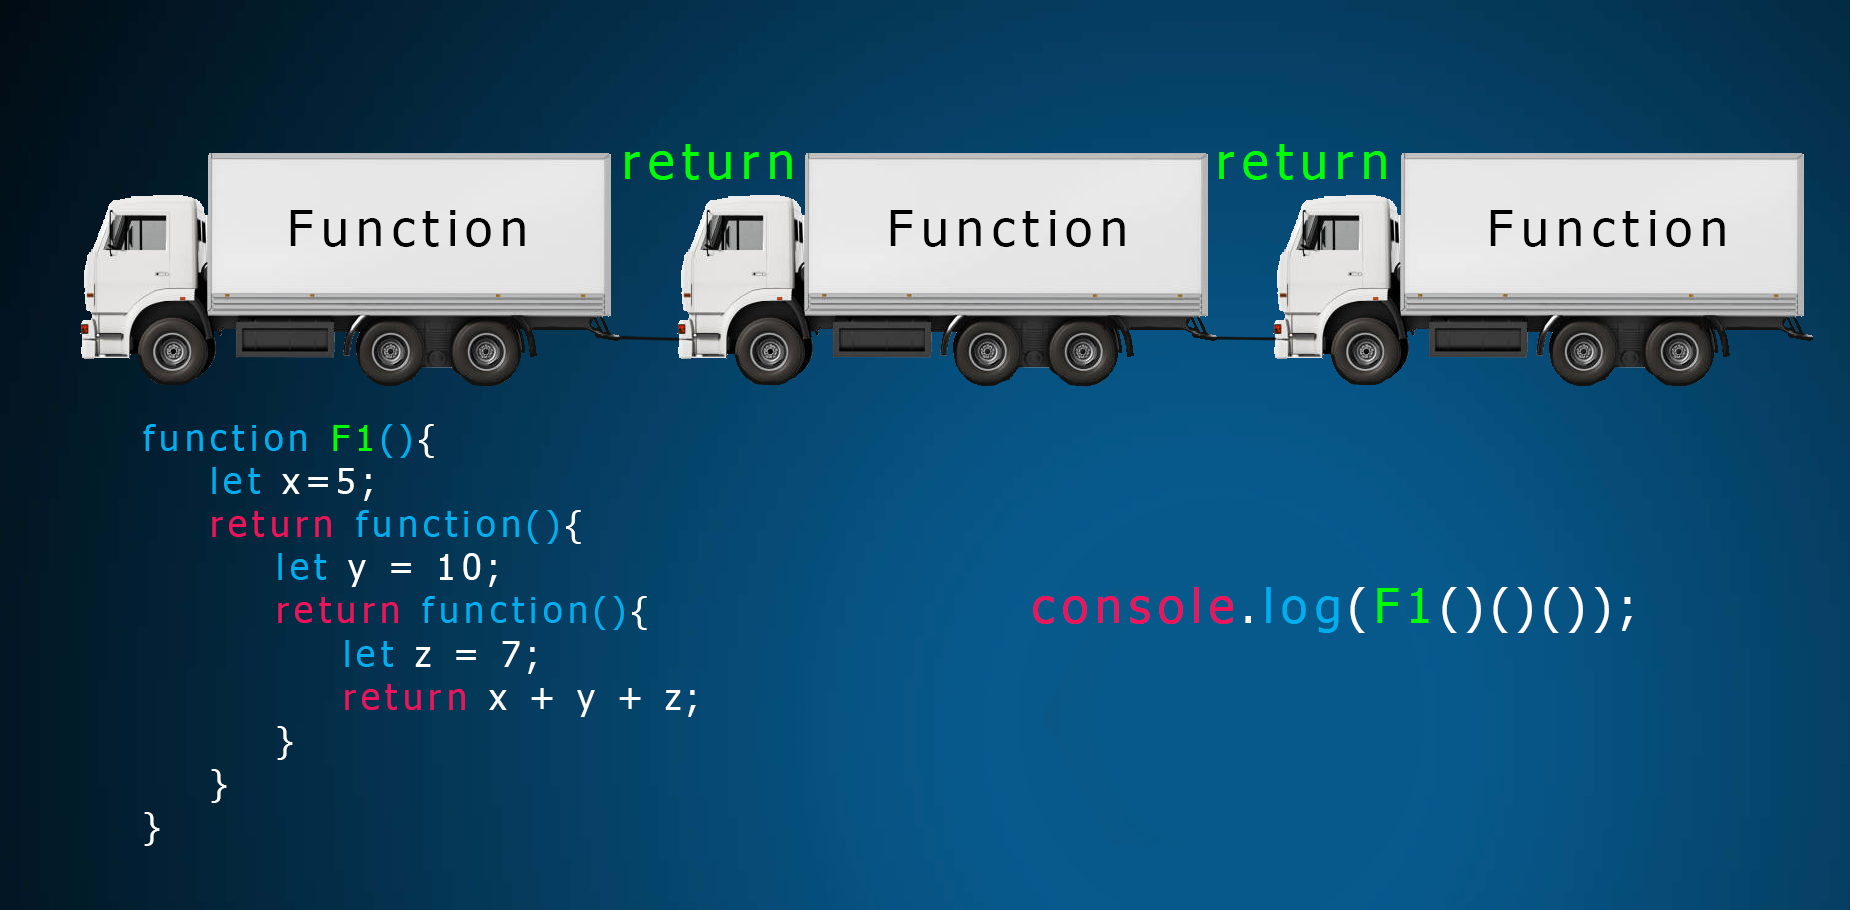 return return
Function Function Function
function F1(){
let x=5;
return function(){
let y = 10;
return function(){
console.log(F1()()());
let z = 7;
return x + y + z;
}
}
}